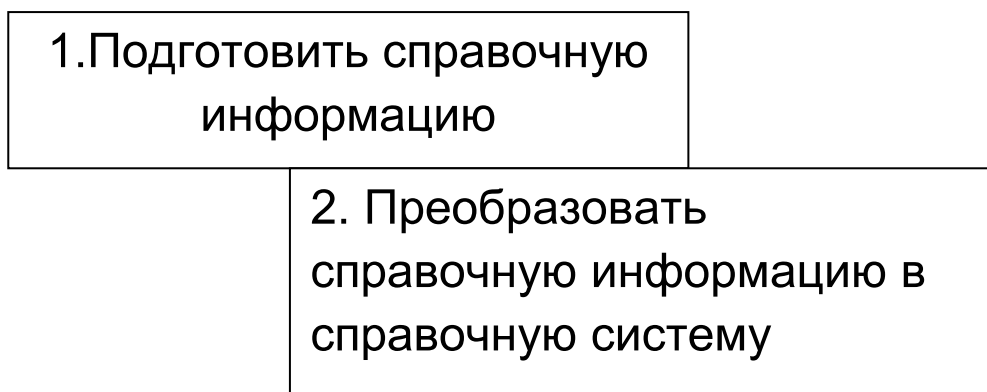 1.Подготовить справочную
информацию
2. Преобразовать
справочную информацию в
справочную систему